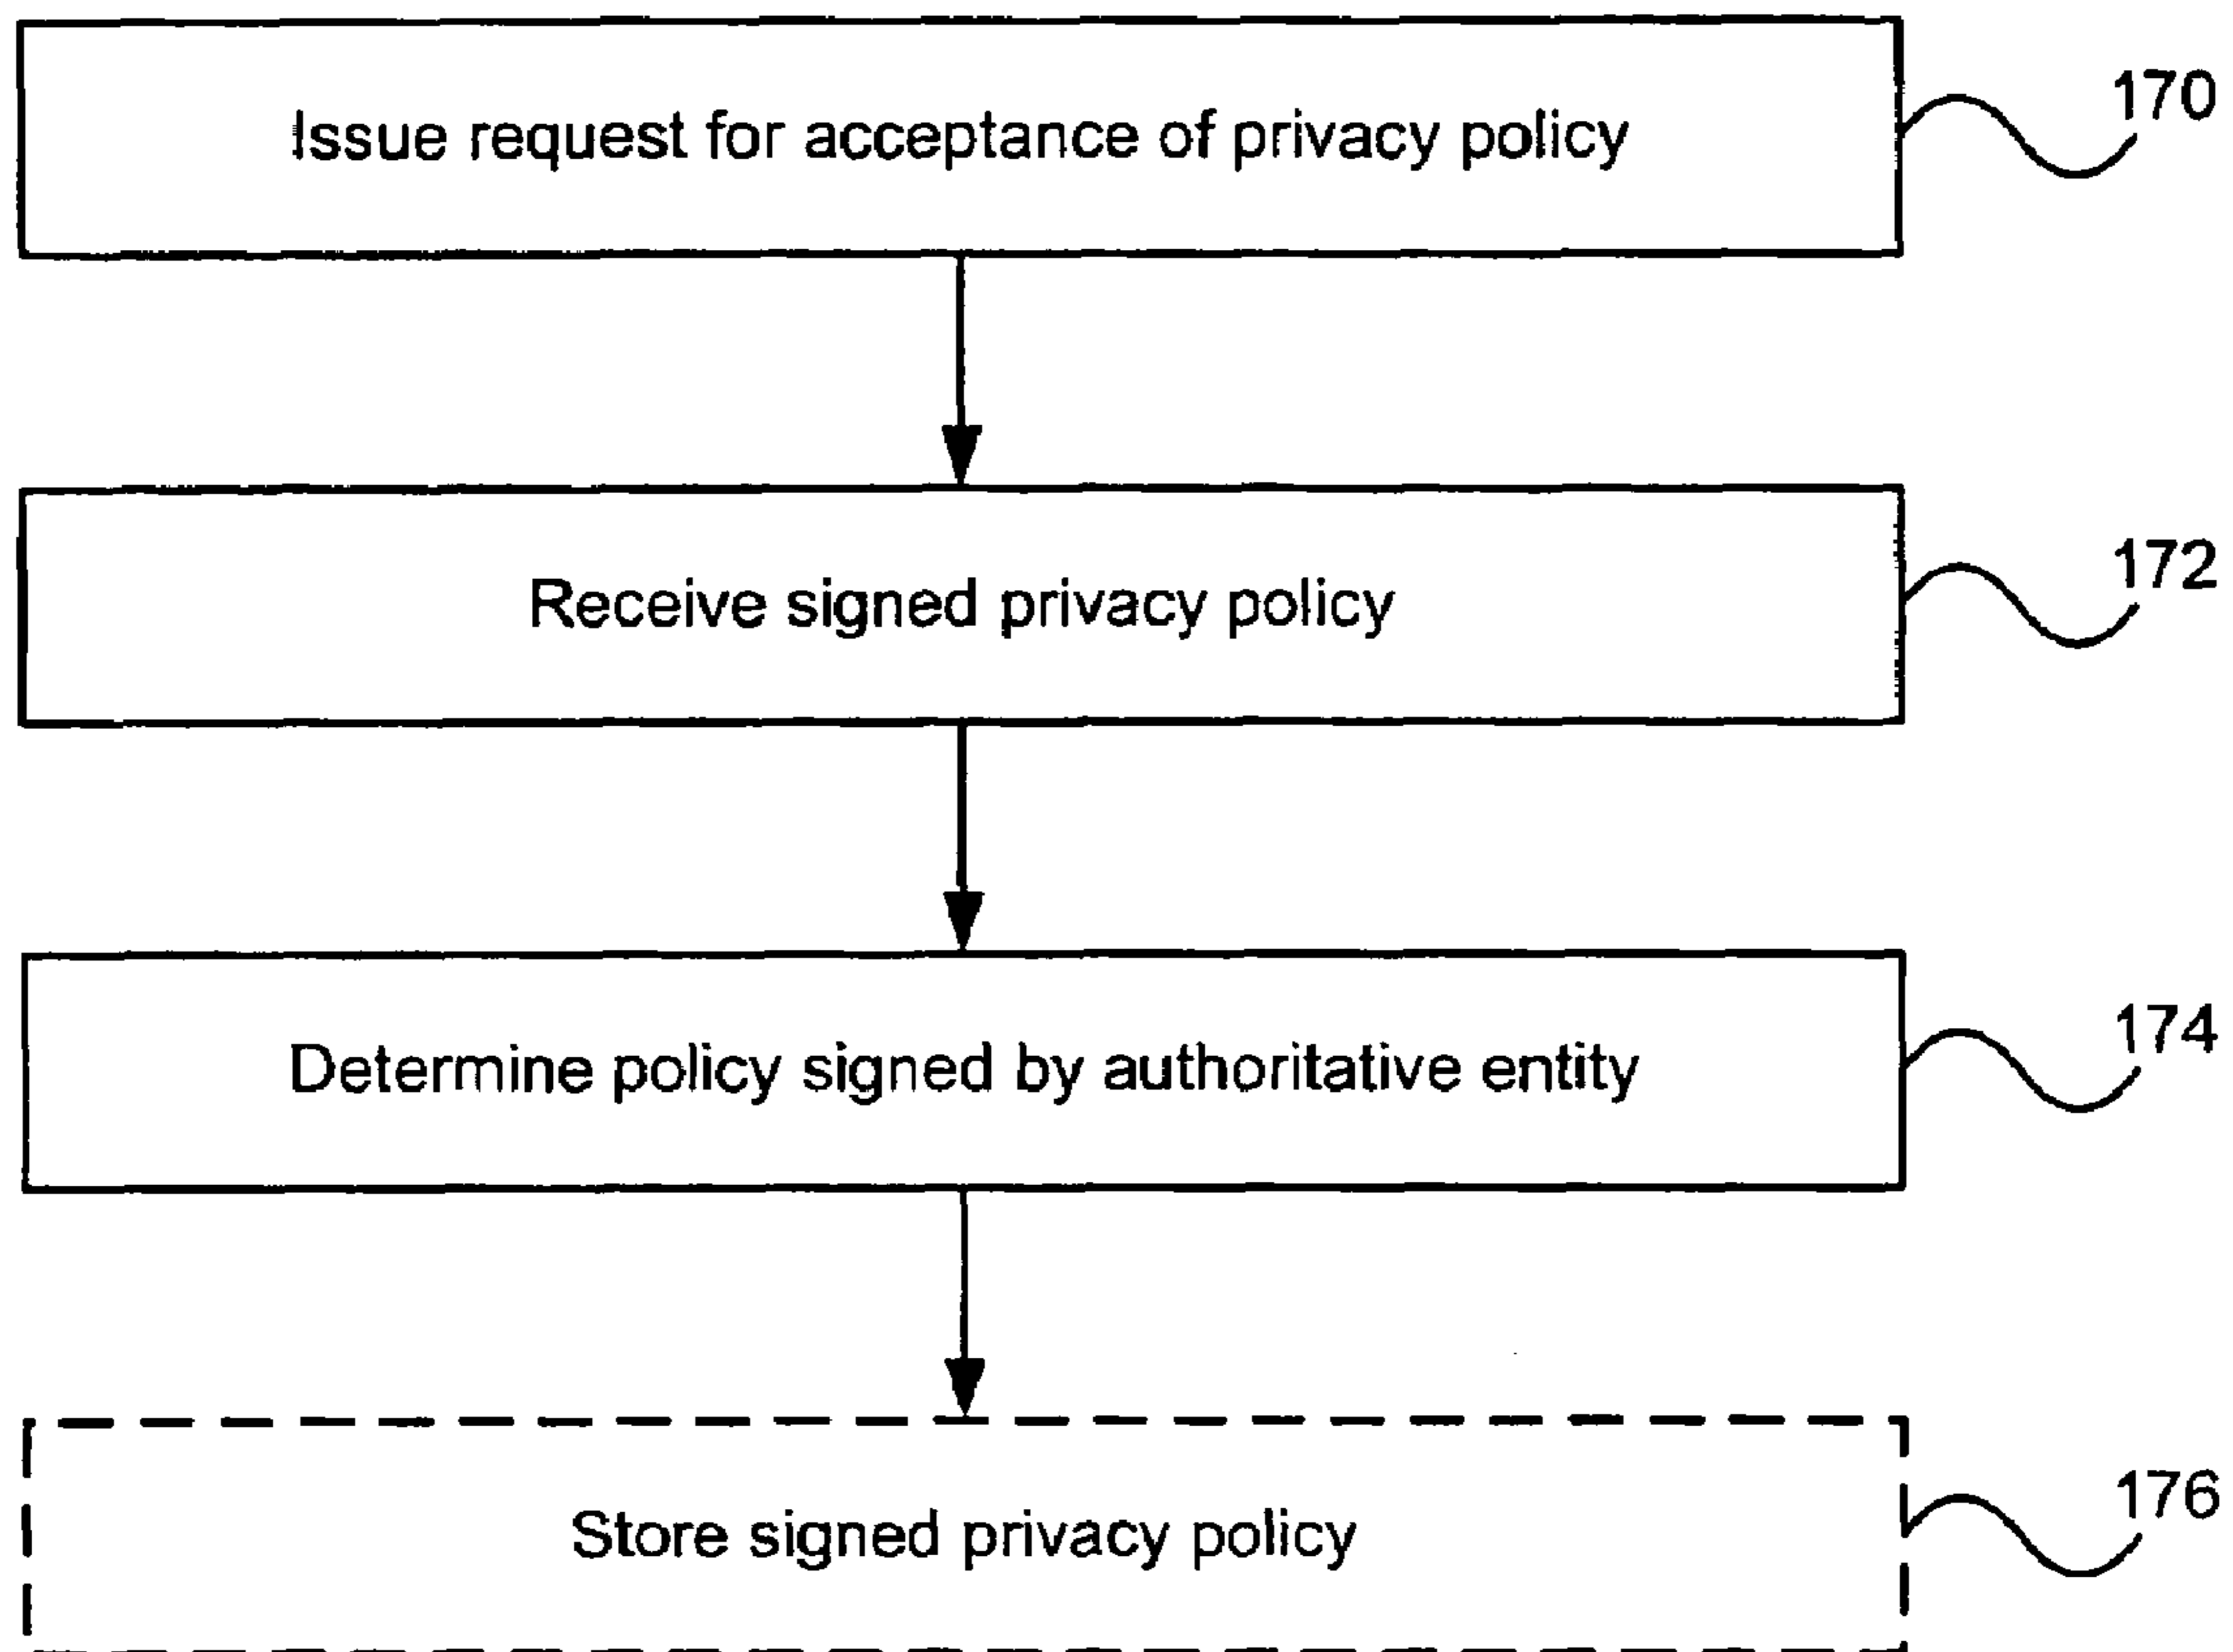 Issue request for acceptance of privacy policy
170
Receive signed privacy policy
172
Determine policy signed by authoritative entity
174
Store signed privacy policy
176